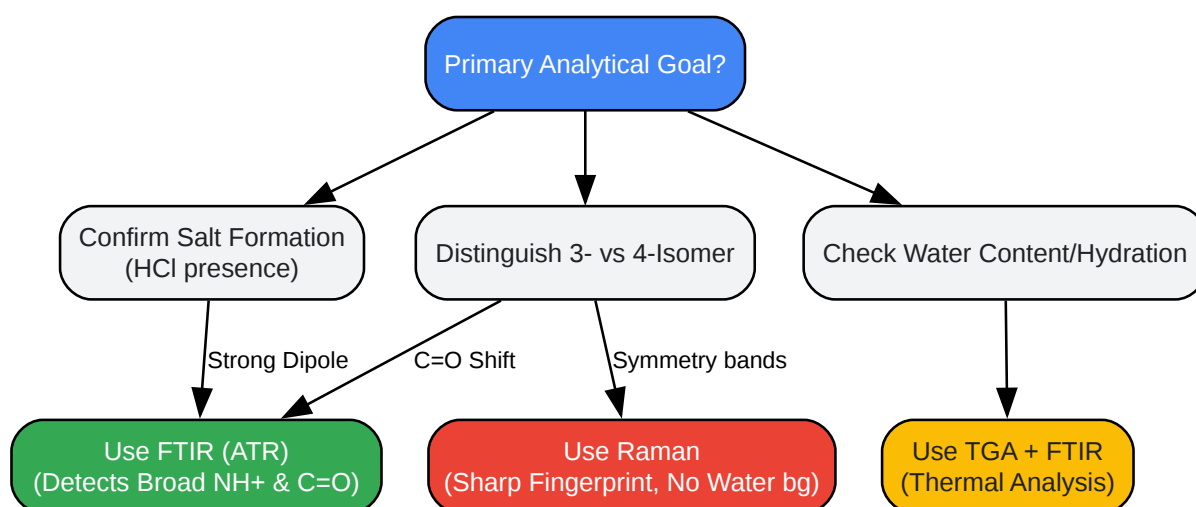 Primary Analytical Goal?
Confirm Salt Formation
(HCl presence)
Distinguish 3- vs 4-Isomer
Check Water Content/Hydration
Strong Dipole
C=O Shift
Symmetry bands
Use FTIR (ATR)
(Detects Broad NH+ & C=O)
Use Raman
(Sharp Fingerprint, No Water bg)
Use TGA + FTIR
(Thermal Analysis)